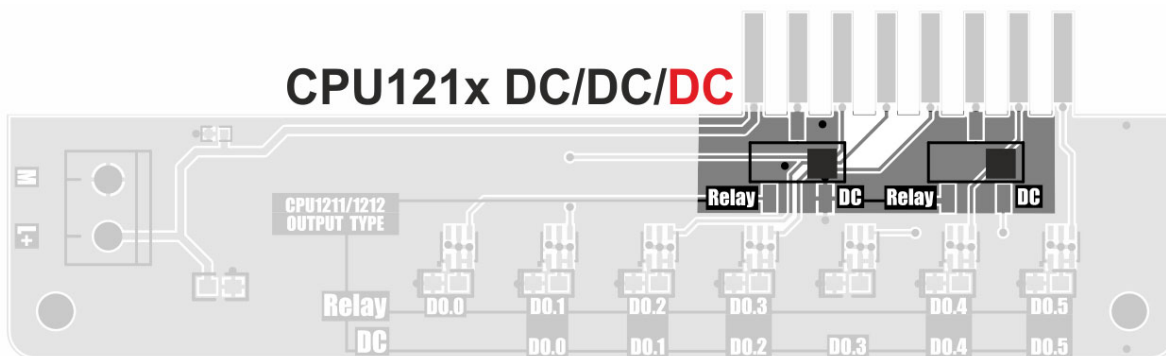 CPU121x DC/DC/DC
M
L+
Relay DC Relay DC
CPU1211/1212
OUTPUT TYPE
Relay D0.0 D0.1 D0.2 D0.3 D0.4 D0.5
DC D0.0 D0.1 D0.2 D0.3 D0.4 D0.5